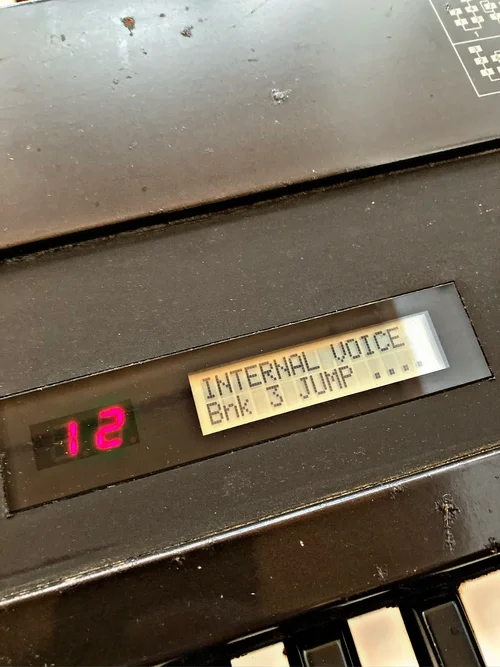 INTERNAL VOICE
Bnk 3 JUMP ....
12